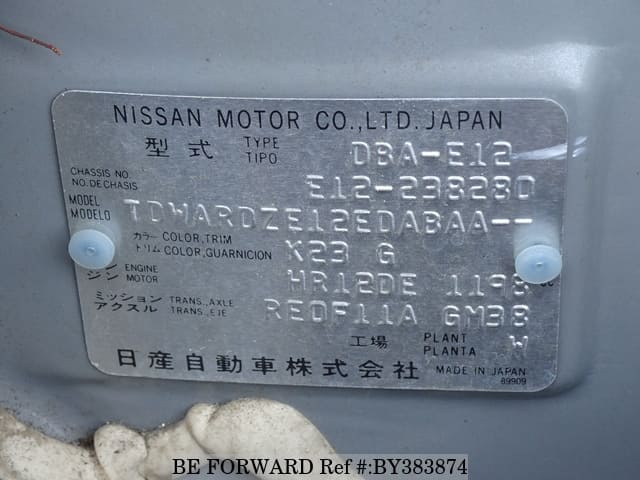 NISSAN MOTOR CO.,LTD. JAPAN
型式 TYPE TIPO DBA-E12
CHASSIS NO. NO. DE CHASIS E12-238280
MODEL MODELO TDWARDZE12EDABAA--
カラー COLOR, TRIM トリム COLOR, GUARNICION K23 G
ジン ENGINE MOTOR HR12DE 1198 cc
ミッション TRANS., AXLE アクスル TRANS., EJE RE0F11A GM38
工場 PLANT PLANTA W
日産自動車株式会社 MADE IN JAPAN
89909
BE FORWARD Ref #:BY383874